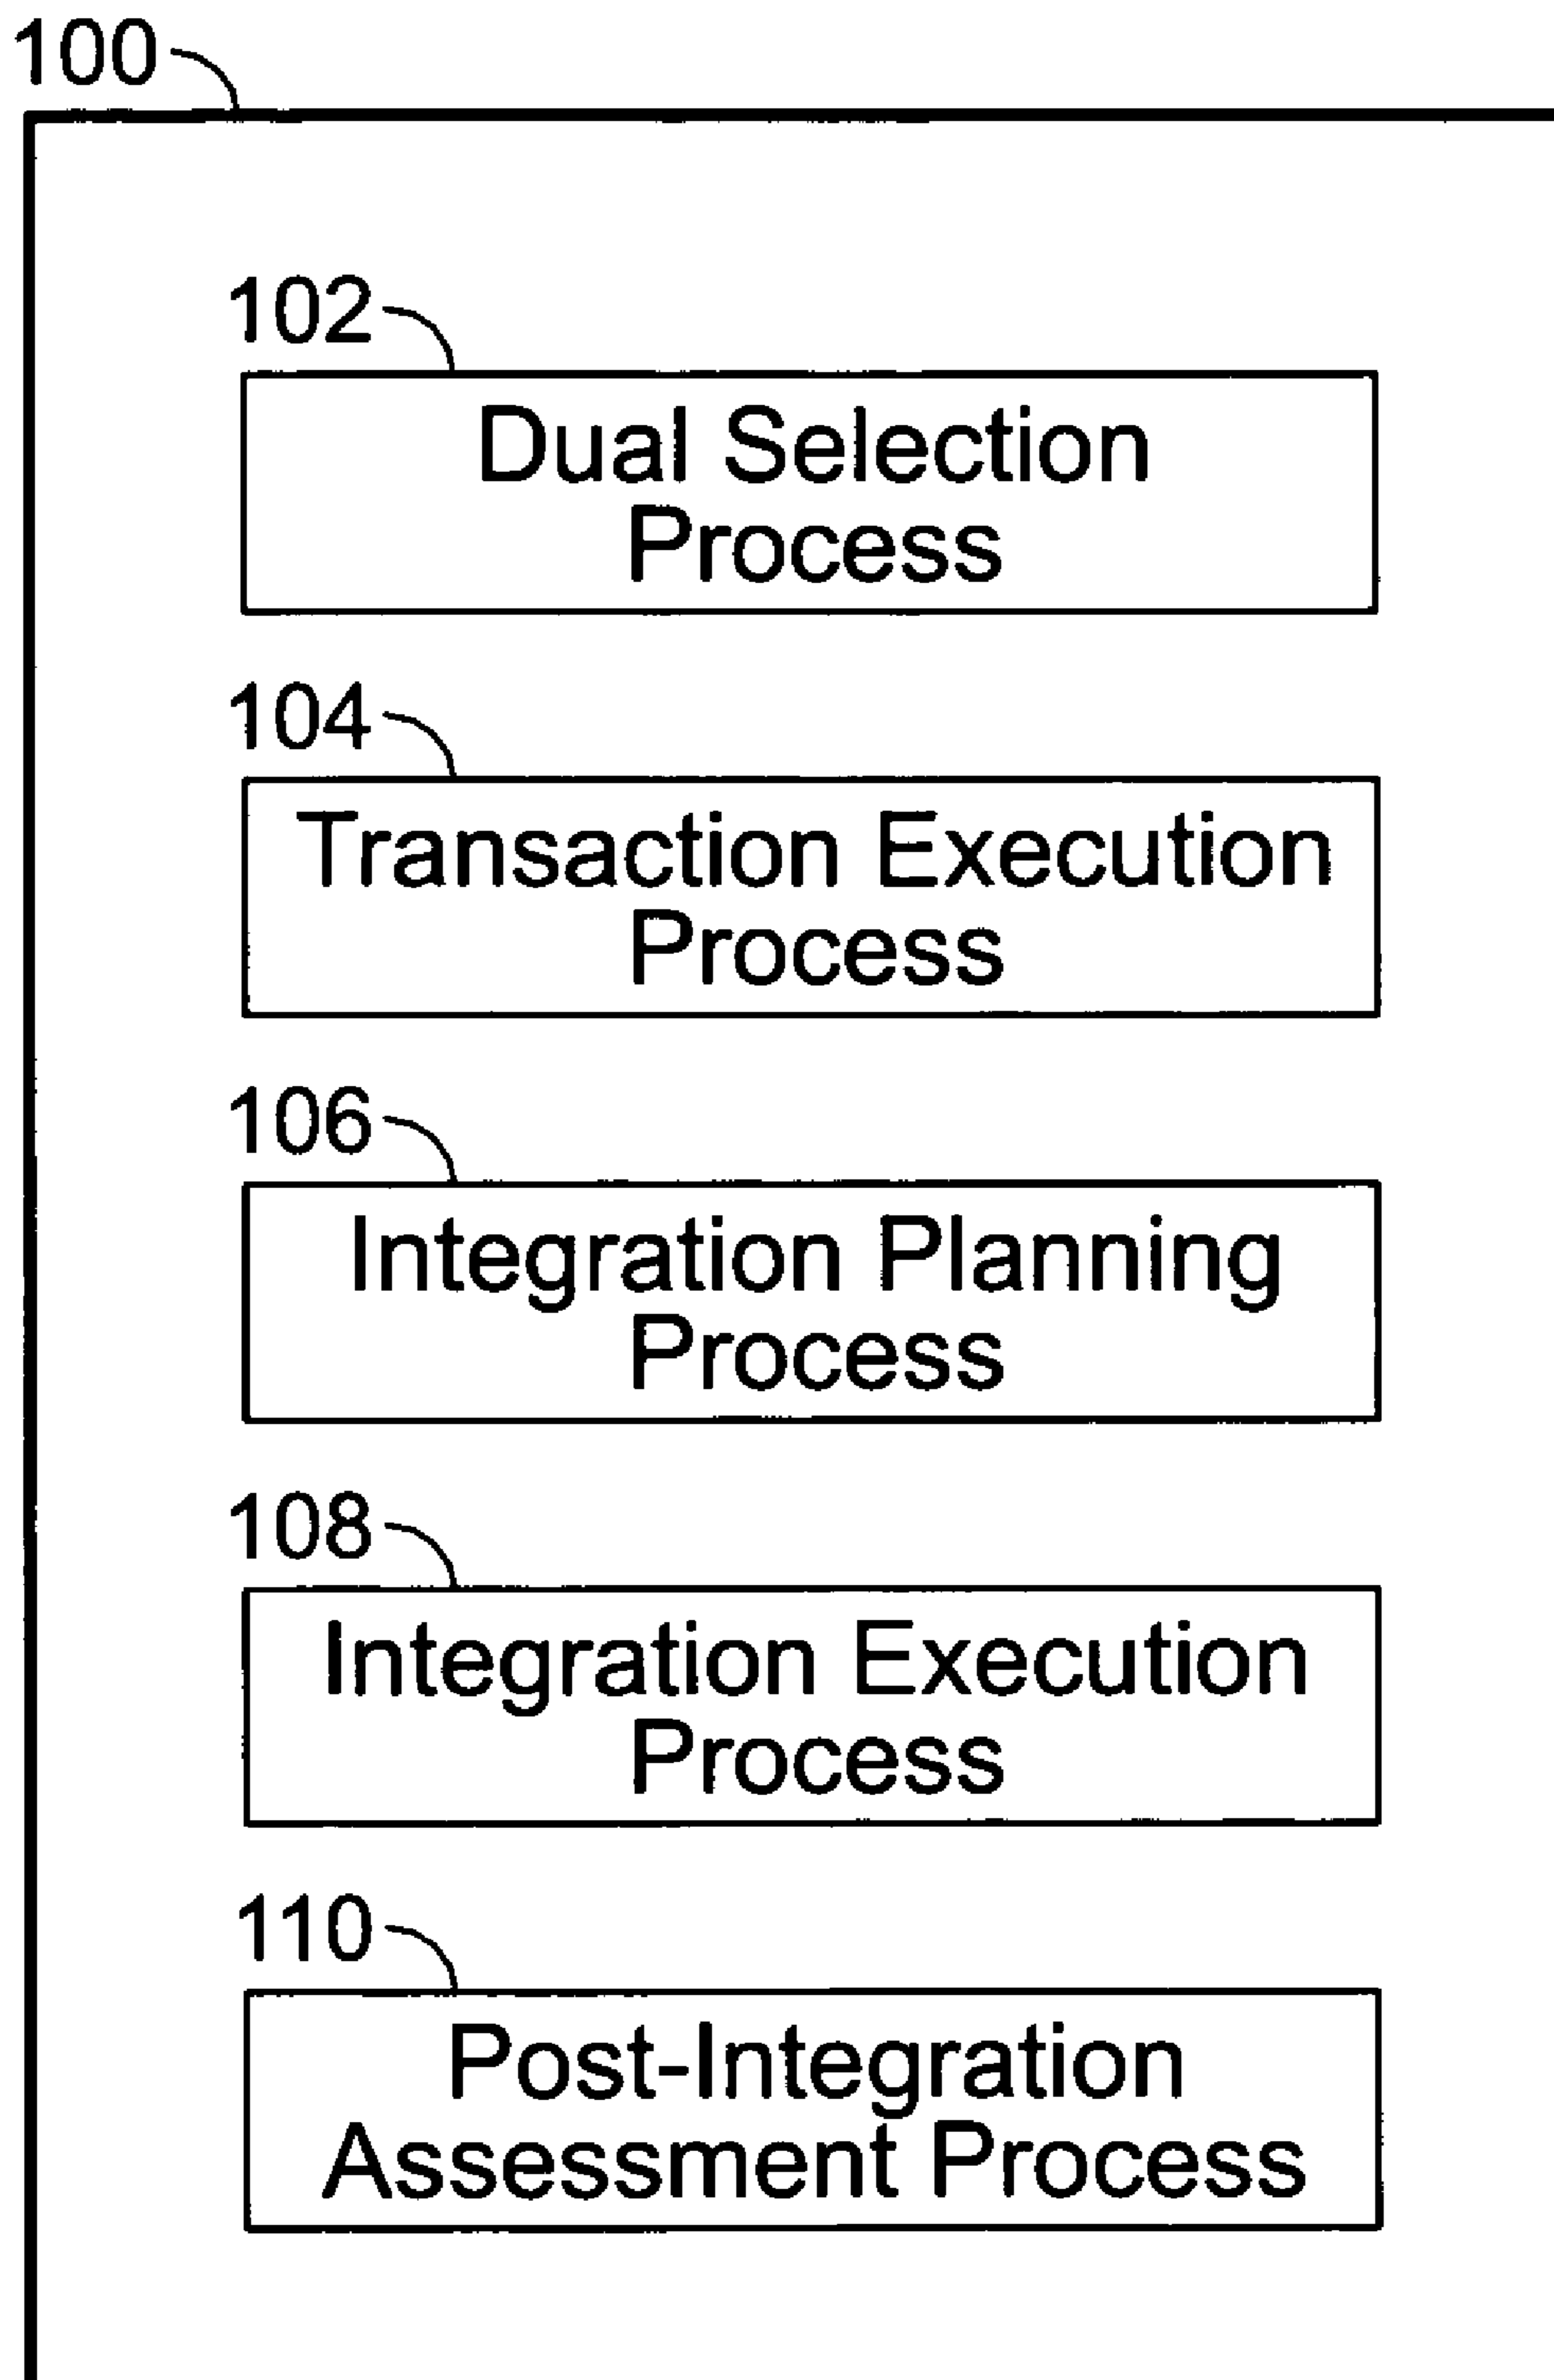 100
102
Dual Selection
Process
104
Transaction Execution
Process
106
Integration Planning
Process
108
Integration Execution
Process
110
Post-Integration
Assessment Process